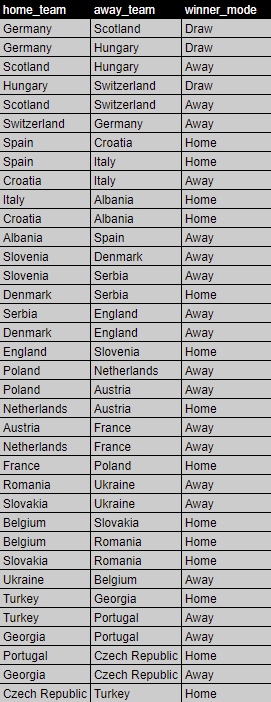 home_team away_team winner_mode
Germany Scotland Draw
Germany Hungary Draw
Scotland Hungary Away
Hungary Switzerland Draw
Scotland Switzerland Away
Switzerland Germany Away
Spain Croatia Home
Spain Italy Home
Croatia Italy Away
Italy Albania Home
Croatia Albania Home
Albania Spain Away
Slovenia Denmark Away
Slovenia Serbia Away
Denmark Serbia Home
Serbia England Away
Denmark England Away
England Slovenia Home
Poland Netherlands Away
Poland Austria Away
Netherlands Austria Home
Austria France Away
Netherlands France Away
France Poland Home
Romania Ukraine Away
Slovakia Ukraine Away
Belgium Slovakia Home
Belgium Romania Home
Slovakia Romania Home
Ukraine Belgium Away
Turkey Georgia Home
Turkey Portugal Away
Georgia Portugal Away
Portugal Czech Republic Home
Georgia Czech Republic Away
Czech Republic Turkey Home